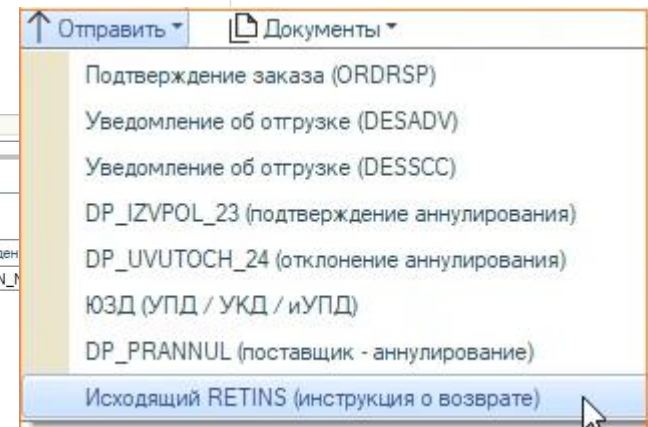 Отправить Документы
Подтверждение заказа (ORDRSP)
Уведомление об отгрузке (DESADV)
Уведомление об отгрузке (DESSCC)
DP_IZVPOL_23 (подтверждение аннулирования)
DP_UVUTOCH_24 (отклонение аннулирования)
ЮЗД (УПД / УКД / иУПД)
DP_PRANNUL (поставщик - аннулирование)
Исходящий RETINS (инструкция о возврате)